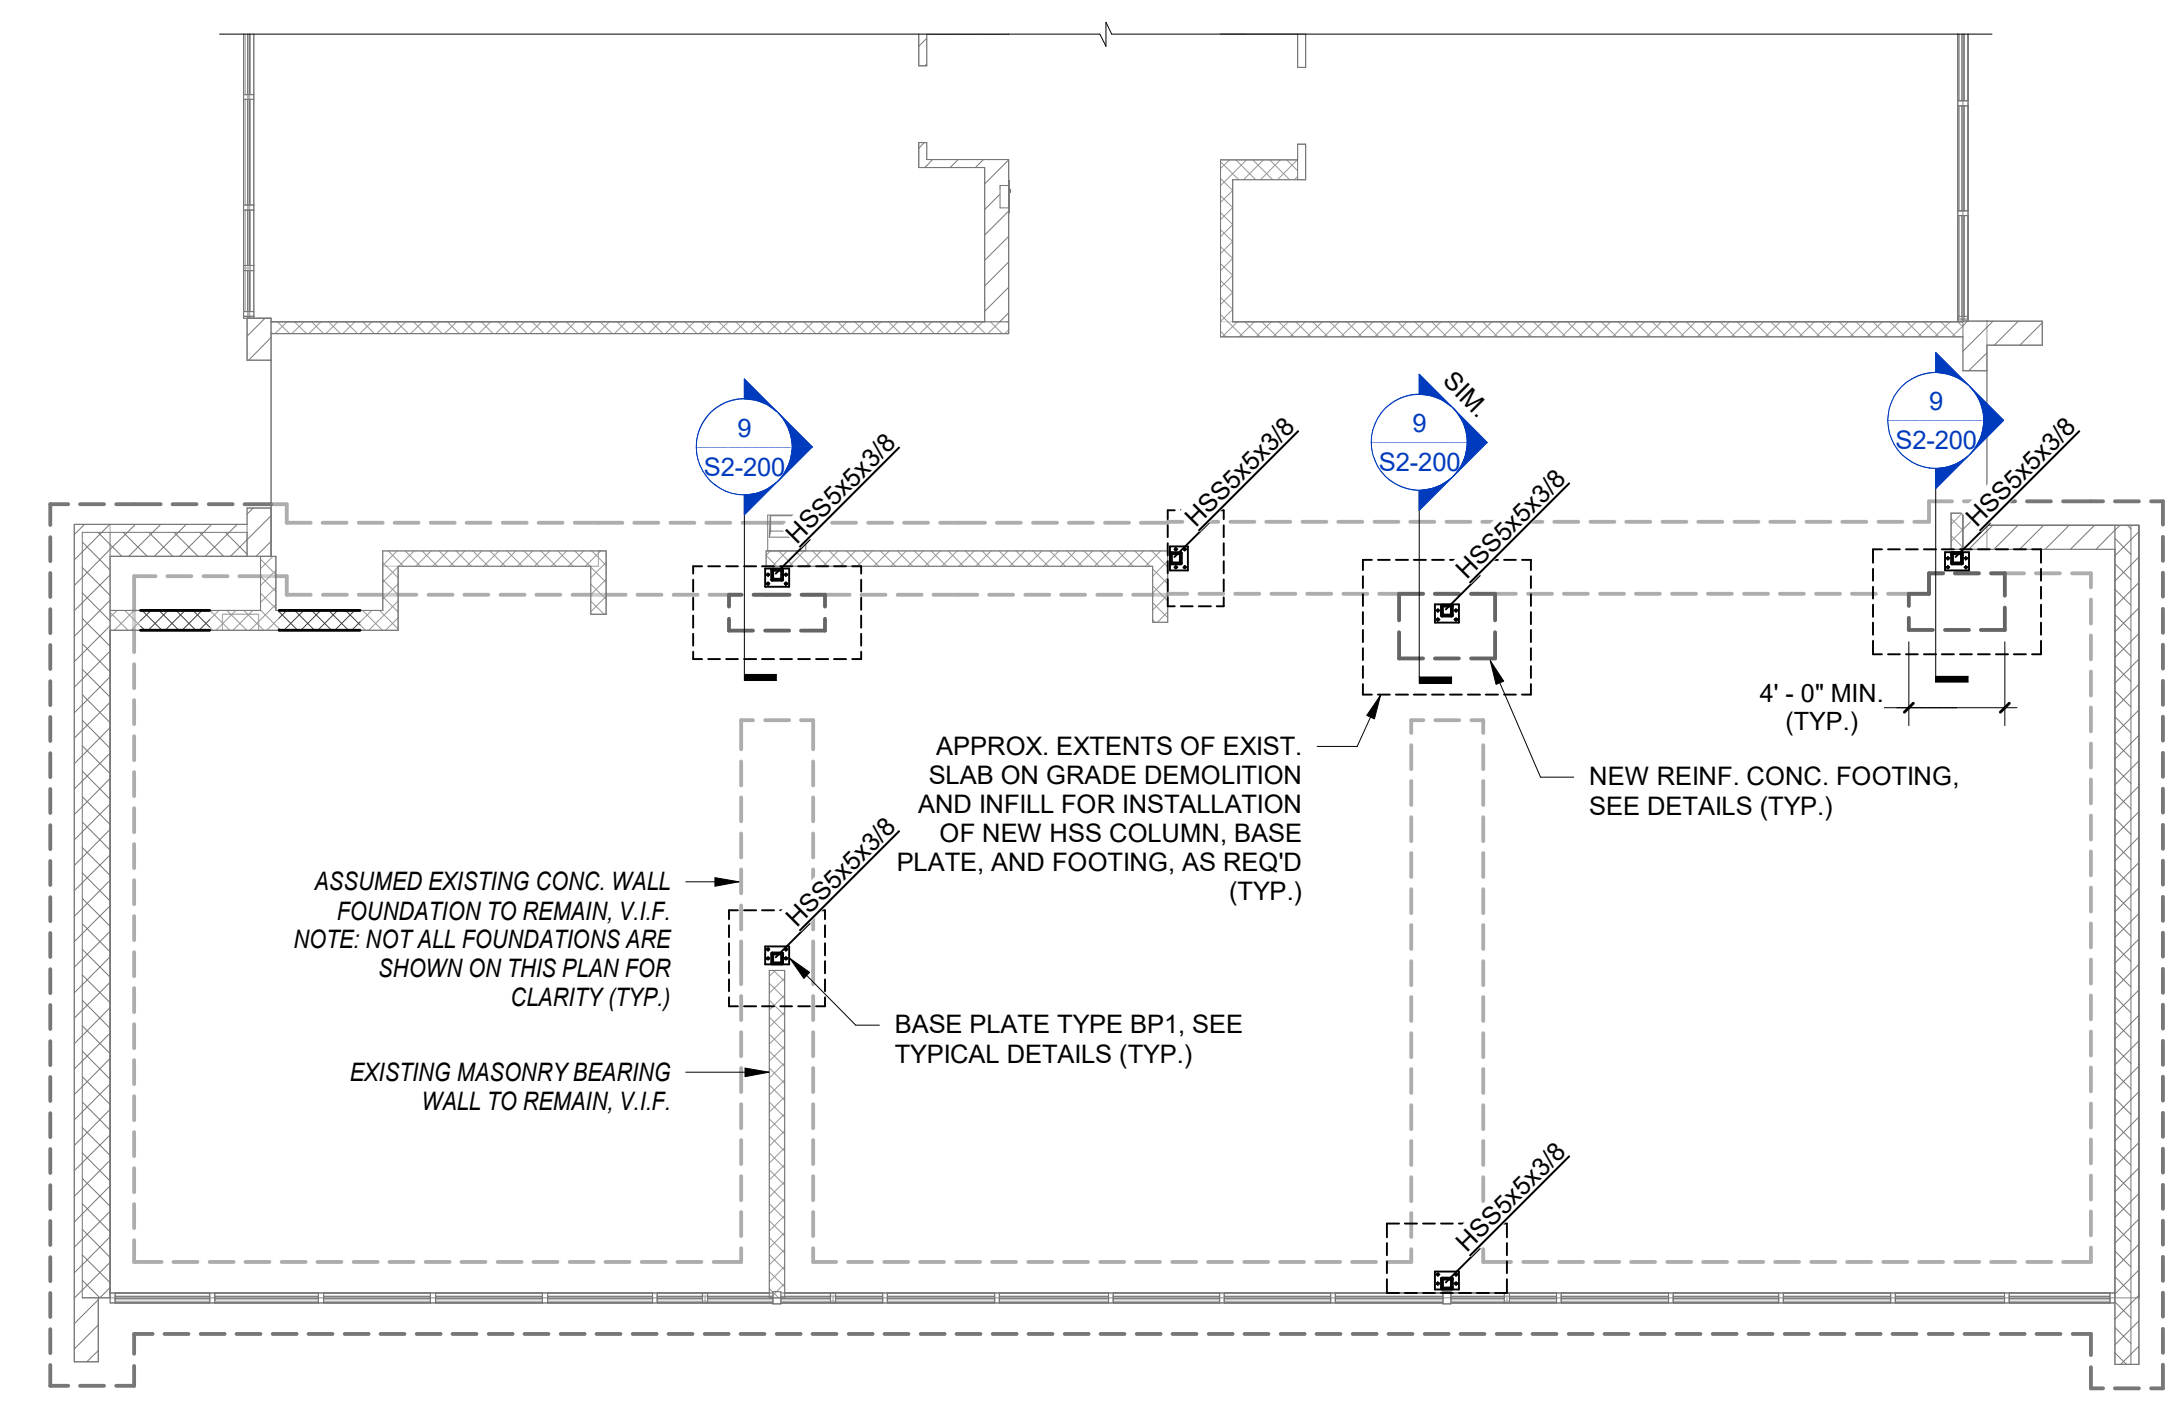 SIM.
9
S2-200
9
S2-200
9
S2-200
HSS5x5x3/8
HSS5x5x3/8
HSS5x5x3/8
HSS5x5x3/8
4' - 0" MIN.
(TYP.)
APPROX. EXTENTS OF EXIST.
SLAB ON GRADE DEMOLITION
AND INFILL FOR INSTALLATION
OF NEW HSS COLUMN, BASE
PLATE, AND FOOTING, AS REQ'D
(TYP.)
NEW REINF. CONC. FOOTING,
SEE DETAILS (TYP.)
HSS5x5x3/8
ASSUMED EXISTING CONC. WALL
FOUNDATION TO REMAIN, V.I.F.
NOTE: NOT ALL FOUNDATIONS ARE
SHOWN ON THIS PLAN FOR
CLARITY (TYP.)
BASE PLATE TYPE BP1, SEE
TYPICAL DETAILS (TYP.)
EXISTING MASONRY BEARING
WALL TO REMAIN, V.I.F.
HSS5x5x3/8